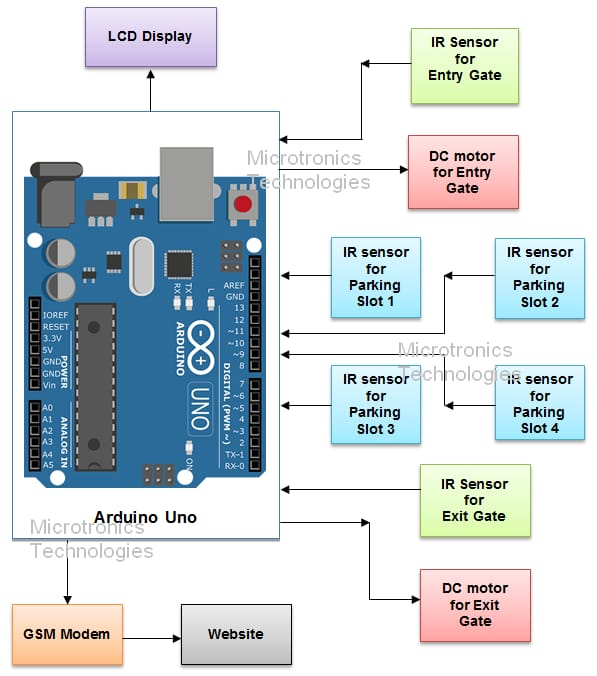 LCD Display
IR Sensor
for
Entry Gate
Microtronics
Technologies
DC motor
for Entry
Gate
IR sensor
for
Parking
Slot 1
IR sensor
for
Parking
Slot 2
AREF
GND
13
12
~11
~10
~9
8
7
~6
~5
4
~3
2
TX-1
RX-0
DIGITAL (PWM ~)
RX
TX
L
ARDUINO
UNO
ON
IOREF
RESET
3.3V
5V
GND
GND
Vin
POWER
A0
A1
A2
A3
A4
A5
ANALOG IN
Microtronics
Technologies
IR sensor
for
Parking
Slot 3
IR sensor
for
Parking
Slot 4
IR Sensor
for
Exit Gate
Arduino Uno
Microtronics
Technologies
DC motor
for Exit
Gate
GSM Modem
Website